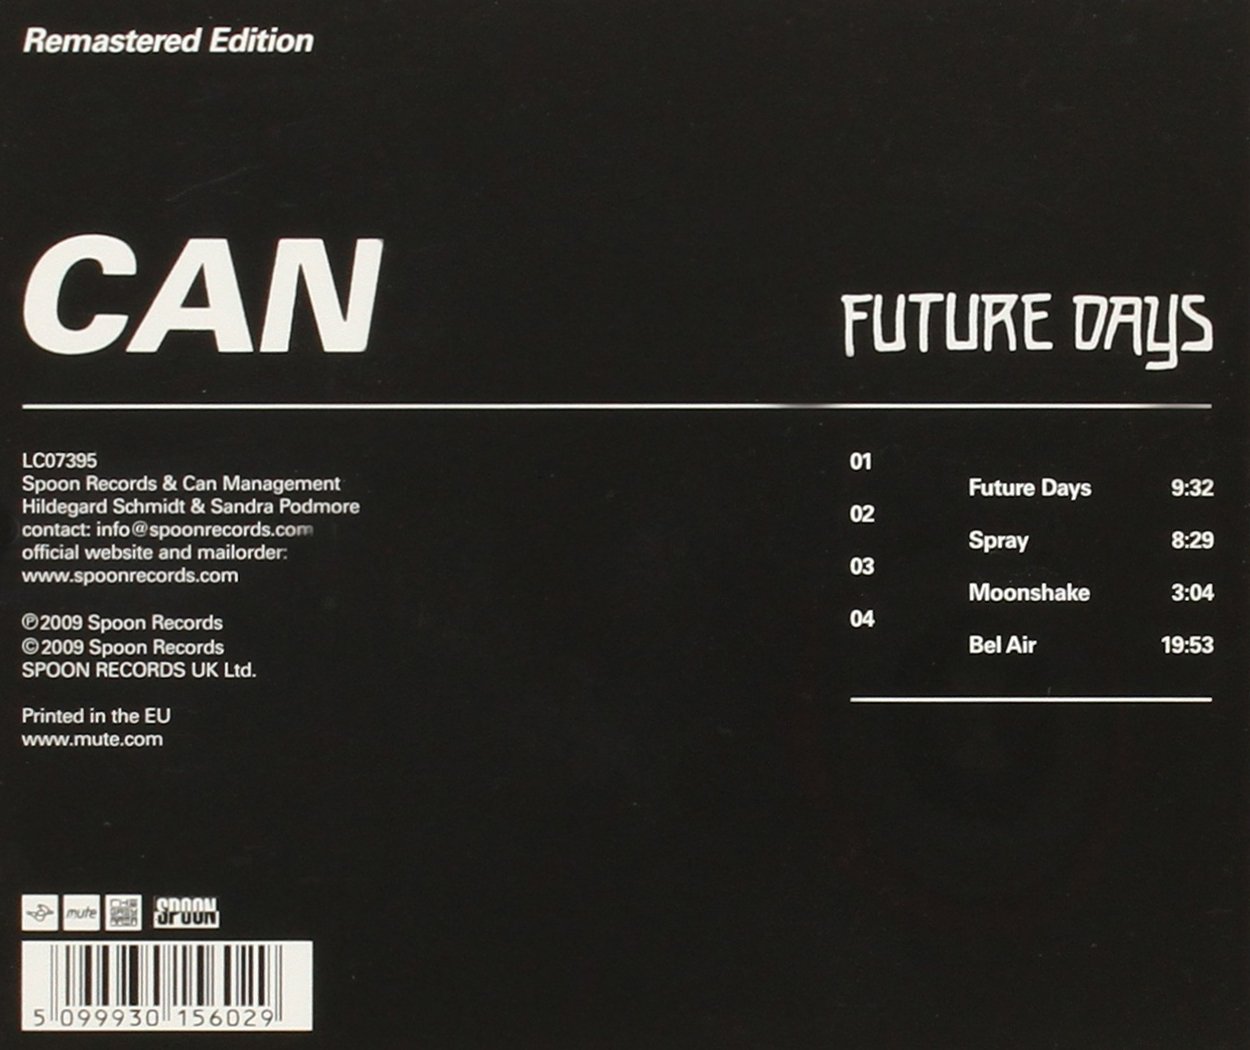 Remastered Edition
CAN
FUTURE DAYS
LC07395
Spoon Records & Can Management
Hildegard Schmidt & Sandra Podmore
contact: info@spoonrecords.com
official website and mailorder:
www.spoonrecords.com
℗2009 Spoon Records
©2009 Spoon Records
SPOON RECORDS UK Ltd.
Printed in the EU
www.mute.com
01
Future Days 9:32
02
Spray 8:29
03
Moonshake 3:04
04
Bel Air 19:53
mute SPOON
5 099930 156029